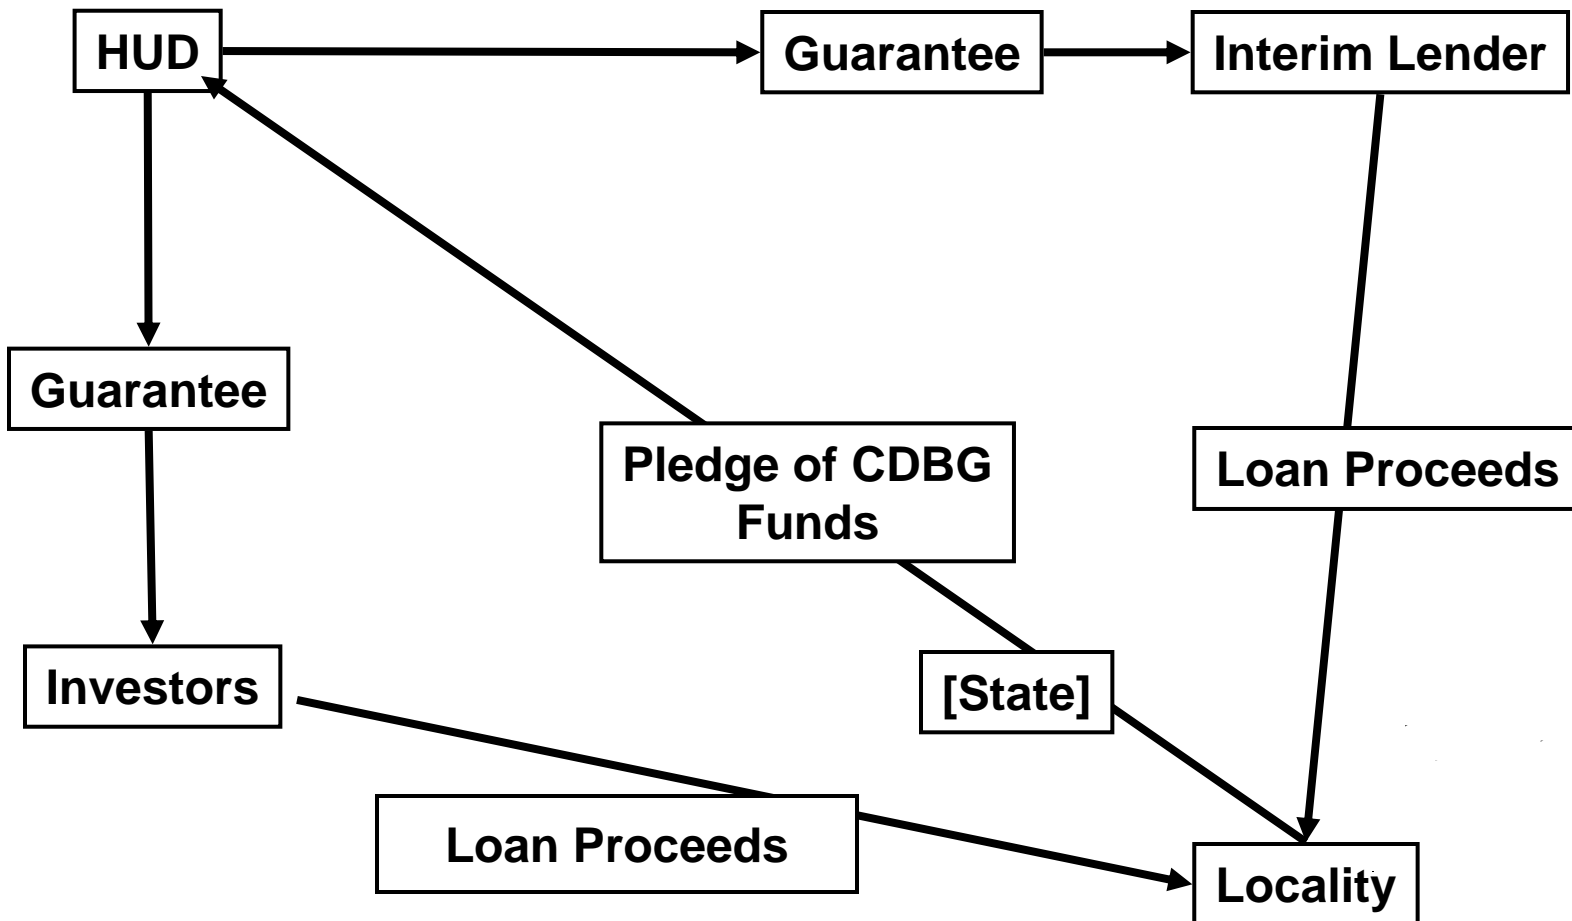 HUD
Guarantee
Interim Lender
Guarantee
Pledge of CDBG
Funds
Loan Proceeds
Investors
[State]
Loan Proceeds
Locality